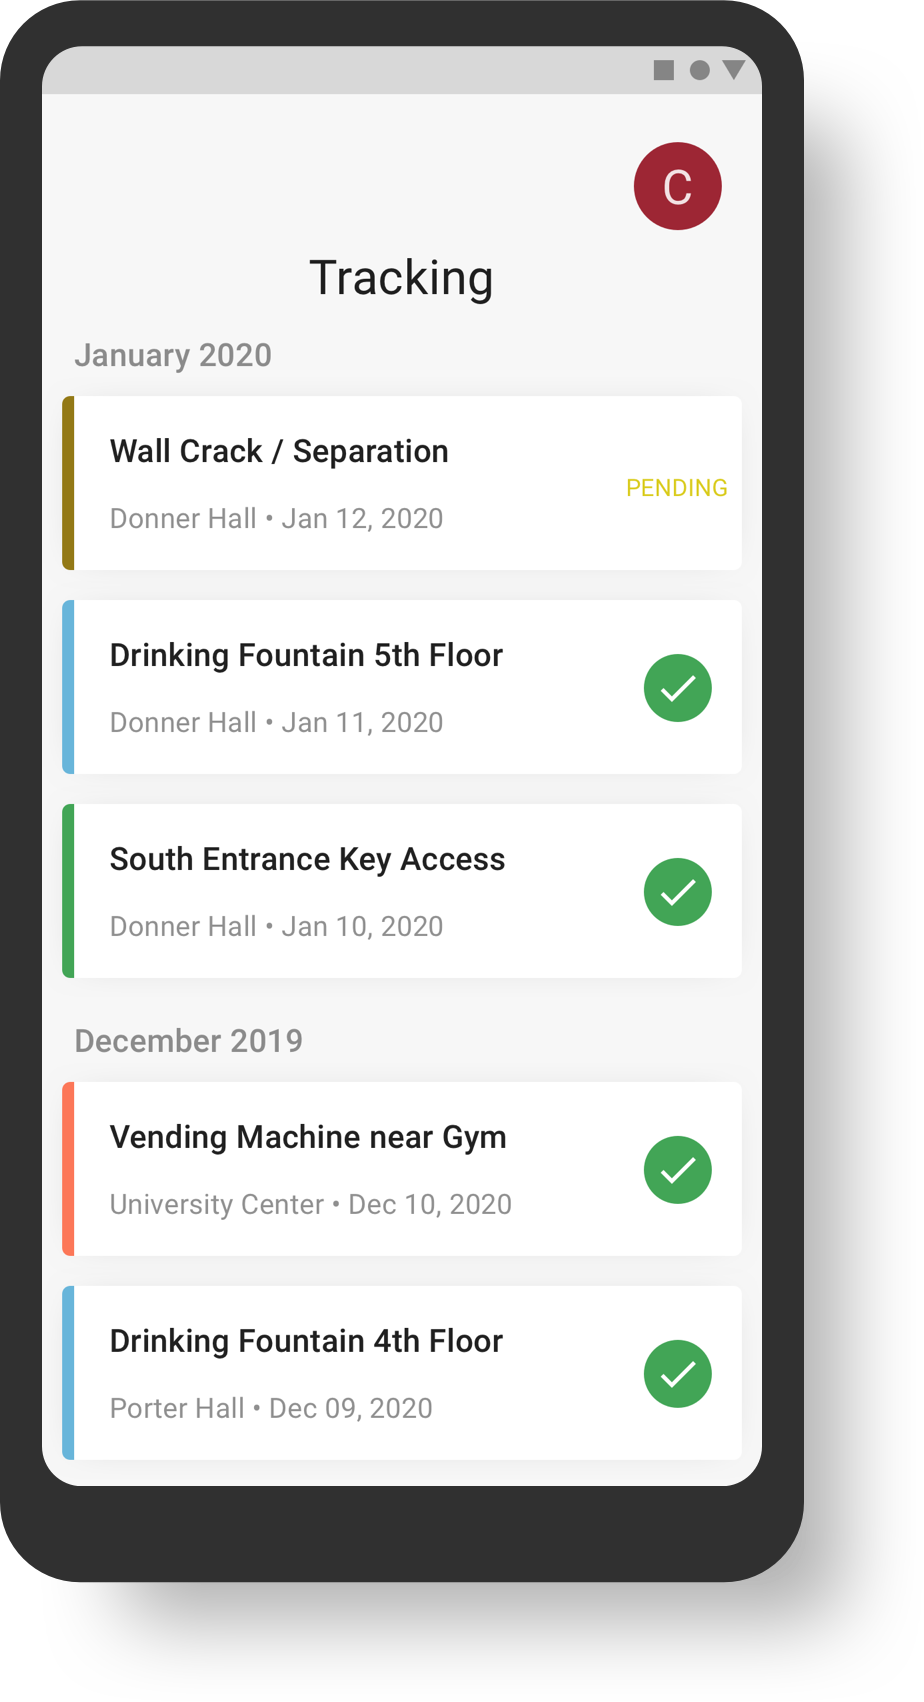 C
Tracking
January 2020
Wall Crack / Separation
PENDING
Donner Hall • Jan 12, 2020
Drinking Fountain 5th Floor
Donner Hall • Jan 11, 2020
South Entrance Key Access
Donner Hall • Jan 10, 2020
December 2019
Vending Machine near Gym
University Center • Dec 10, 2020
Drinking Fountain 4th Floor
Porter Hall • Dec 09, 2020